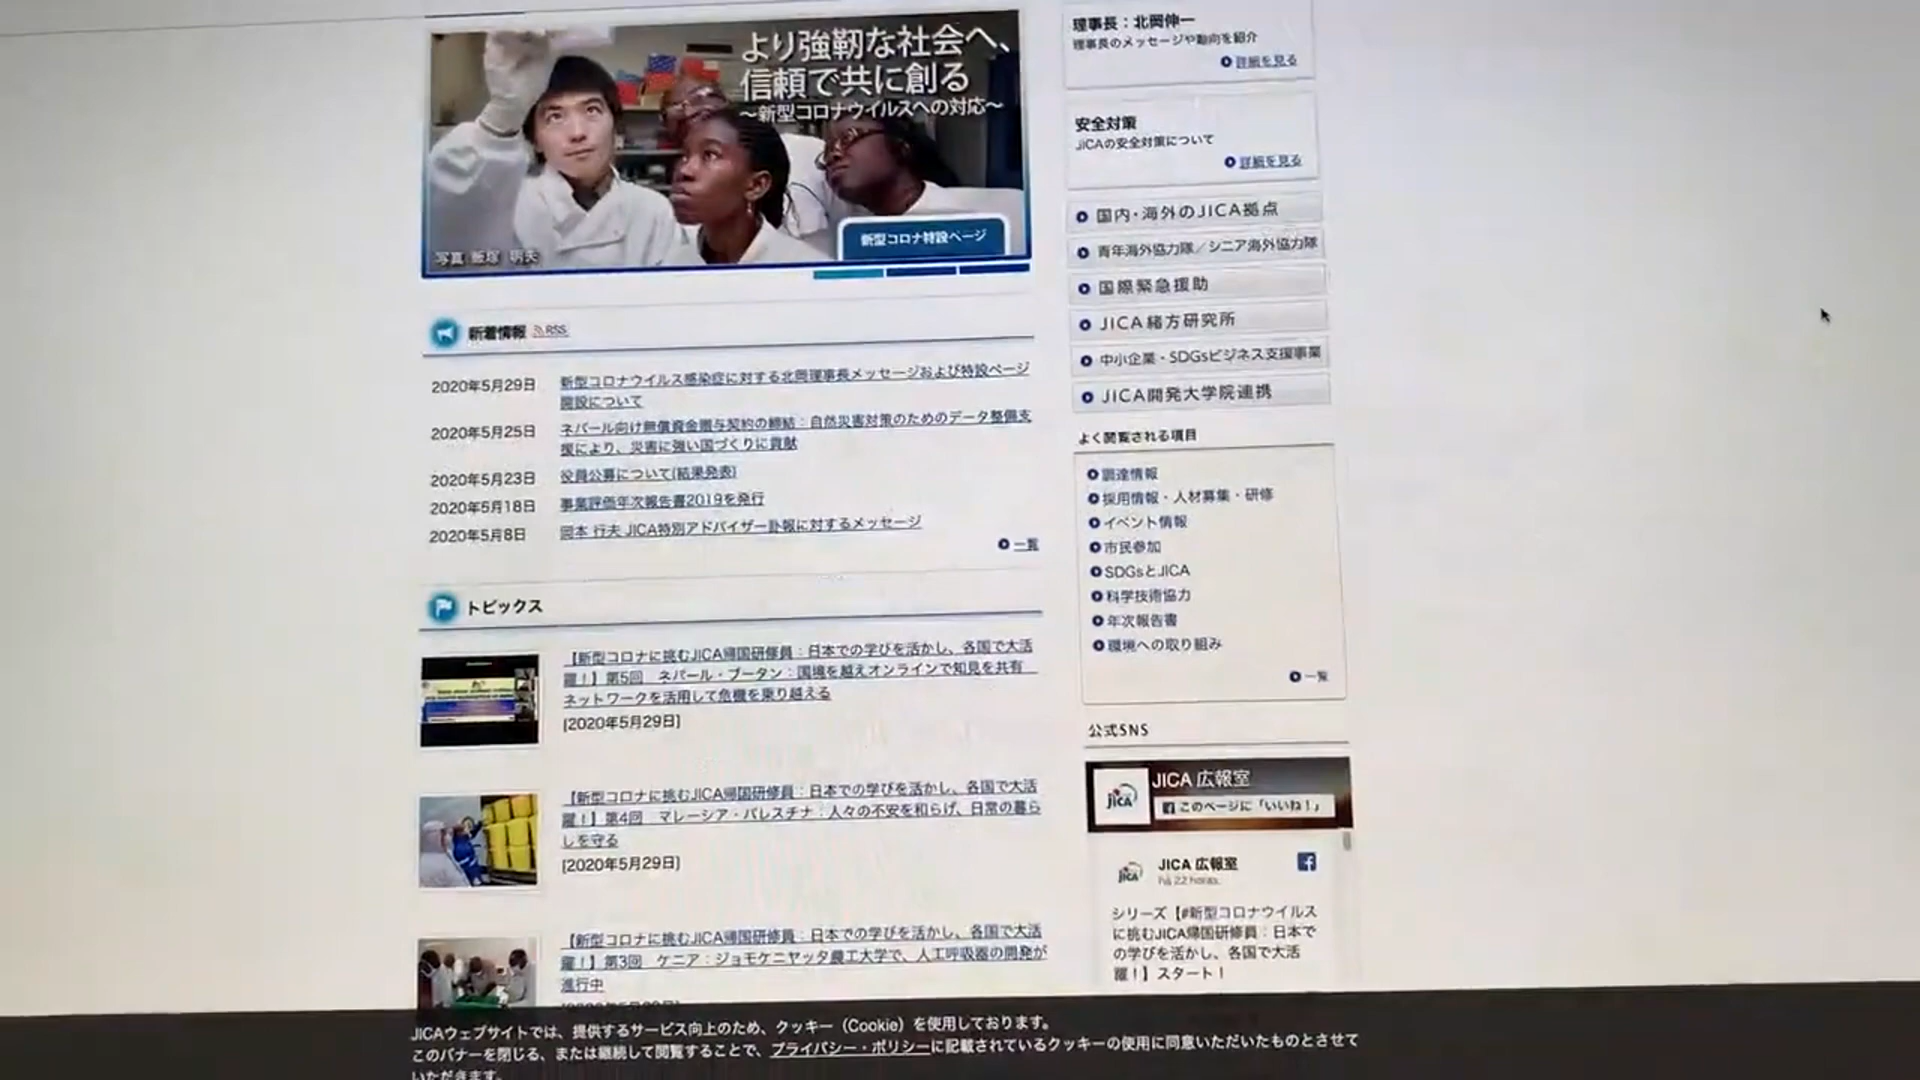 より強靭な社会へ、
信頼で共に創る
～新型コロナウイルスへの対応～
新型コロナ特設ページ
写真 飯塚 明夫
新着情報 RSS
2020年5月29日 新型コロナウイルス感染症に対する北岡理事長メッセージおよび特設ページ
開設について
2020年5月25日 ネパール向け無償資金贈与契約の締結：自然災害対策のためのデータ整備支
援により、災害に強い国づくりに貢献
2020年5月23日 役員公募について(結果発表)
2020年5月18日 事業評価年次報告書2019を発行
2020年5月8日 岡本 行夫 JICA特別アドバイザー訃報に対するメッセージ
一覧
トピックス
【新型コロナに挑むJICA帰国研修員：日本での学びを活かし、各国で大活
躍！】第5回 ネパール・ブータン：国境を越えオンラインで知見を共有
ネットワークを活用して危機を乗り越える
[2020年5月29日]
【新型コロナに挑むJICA帰国研修員：日本での学びを活かし、各国で大活
躍！】第4回 マレーシア・パレスチナ：人々の不安を和らげ、日常の暮ら
しを守る
[2020年5月29日]
【新型コロナに挑むJICA帰国研修員：日本での学びを活かし、各国で大活
躍！】第3回 ケニア：ジョモケニヤッタ農工大学で、人工呼吸器の開発が
進行中
理事長：北岡伸一
理事長のメッセージや動向を紹介
詳細を見る
安全対策
JICAの安全対策について
詳細を見る
国内・海外のJICA拠点
青年海外協力隊／シニア海外協力隊
国際緊急援助
JICA緒方研究所
中小企業・SDGsビジネス支援事業
JICA開発大学院連携
よく閲覧される項目
調達情報
採用情報・人材募集・研修
イベント情報
市民参加
SDGsとJICA
科学技術協力
年次報告書
環境への取り組み
一覧
公式SNS
JICA
JICA 広報室
このページに「いいね！」
JICA
JICA 広報室
há 22 horas
シリーズ【#新型コロナウイルス
に挑むJICA帰国研修員：日本で
の学びを活かし、各国で大活
躍！】スタート！
JICAウェブサイトでは、提供するサービス向上のため、クッキー（Cookie）を使用しております。
このバナーを閉じる、または継続して閲覧することで、プライバシー・ポリシーに記載されているクッキーの使用に同意いただいたものとさせて
いただきます。